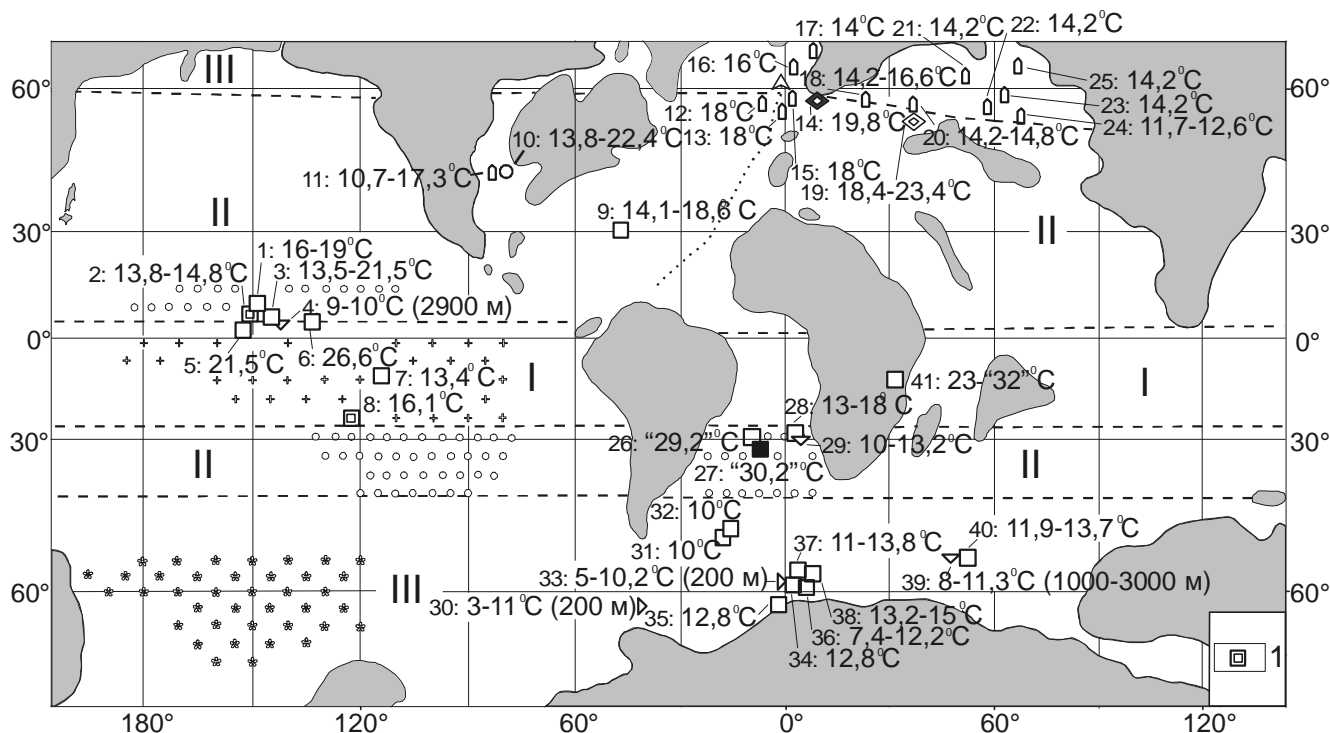 17: 14°C 21: 14,2°C 22: 14,2°C
III
16: 16°C
18: 14,2-16,6°C
25: 14,2°C
60°
60°
12: 18°C
23: 14,2°C
10: 13,8-22,4°C
13: 18°C
14: 19,8°C
20: 14,2-14,8°C
24: 11,7-12,6°C
11: 10,7-17,3°C
15: 18°C
19: 18,4-23,4°C
II
9: 14,1-18,6°C
II
30°
30°
1: 16-19°C
2: 13,8-14,8°C
3: 13,5-21,5°C
4: 9-10°C (2900 м)
0°
0°
5: 21,5°C
6: 26,6°C
7: 13,4°C
I
41: 23-“32”°C
I
8: 16,1°C
28: 13-18°C
30°
26: “29,2”°C
29: 10-13,2°C
30°
II
27: “30,2”°C
II
32: 10°C
31: 10°C
37: 11-13,8°C
40: 11,9-13,7°C
III
33: 5-10,2°C (200 м)
39: 8-11,3°C (1000-3000 м)
60°
60°
30: 3-11°C (200 м)
35: 12,8°C
38: 13,2-15°C
36: 7,4-12,2°C
34: 12,8°C
1
180° 120° 60° 0° 60° 120°